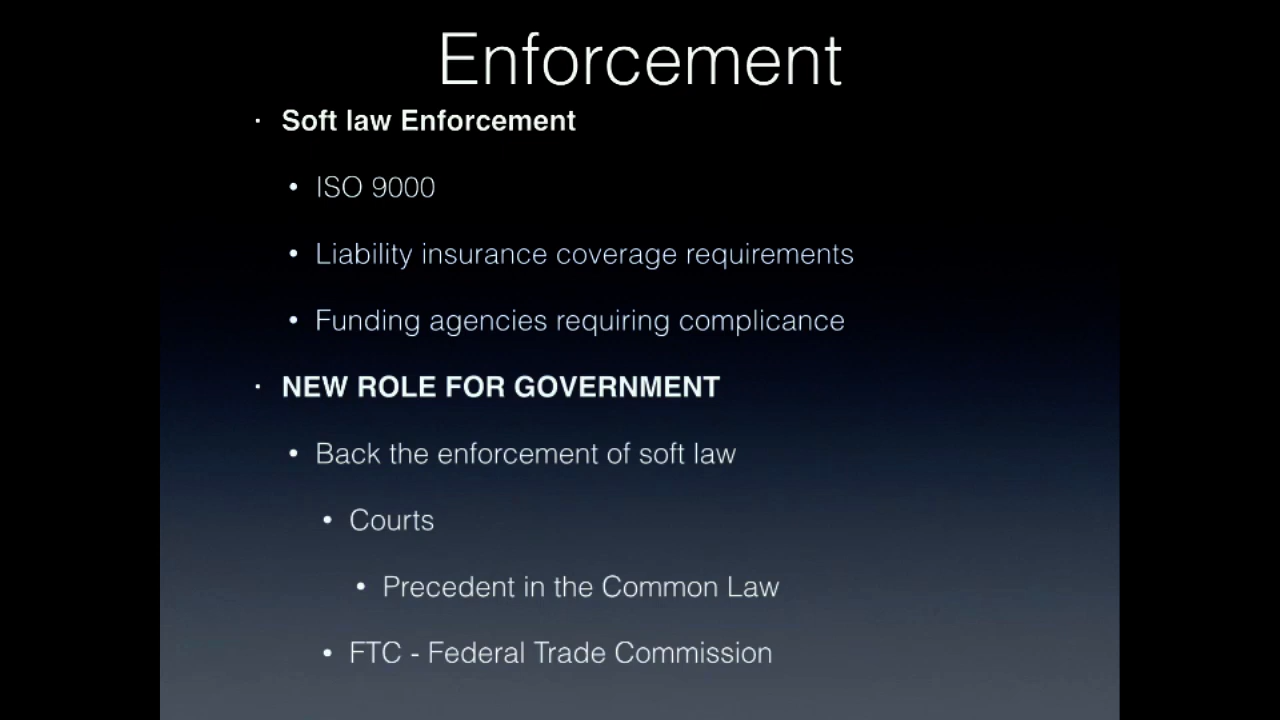 Enforcement
· Soft law Enforcement
• ISO 9000
• Liability insurance coverage requirements
• Funding agencies requiring complicance
· NEW ROLE FOR GOVERNMENT
• Back the enforcement of soft law
• Courts
• Precedent in the Common Law
• FTC - Federal Trade Commission